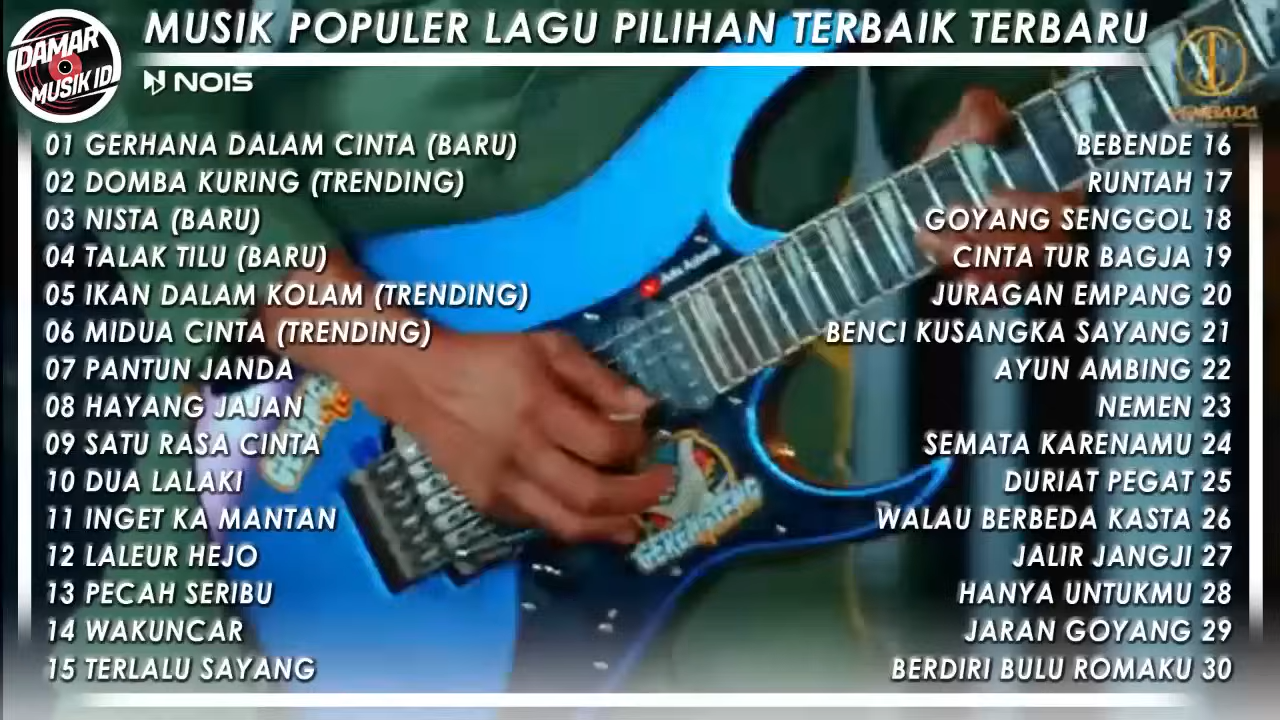 MUSIK POPULER LAGU PILIHAN TERBAIK TERBARU
DAMAR
MUSIK ID
NOIS
01 GERHANA DALAM CINTA (BARU)
02 DOMBA KURING (TRENDING)
03 NISTA (BARU)
04 TALAK TILU (BARU)
05 IKAN DALAM KOLAM (TRENDING)
06 MIDUA CINTA (TRENDING)
07 PANTUN JANDA
08 HAYANG JAJAN
09 SATU RASA CINTA
10 DUA LALAKI
11 INGET KA MANTAN
12 LALEUR HEJO
13 PECAH SERIBU
14 WAKUNCAR
15 TERLALU SAYANG
BEBENDE 16
RUNTAH 17
GOYANG SENGGOL 18
CINTA TUR BAGJA 19
JURAGAN EMPANG 20
BENCI KUSANGKA SAYANG 21
AYUN AMBING 22
NEMEN 23
SEMATA KARENAMU 24
DURIAT PEGAT 25
WALAU BERBEDA KASTA 26
JALIR JANGJI 27
HANYA UNTUKMU 28
JARAN GOYANG 29
BERDIRI BULU ROMAKU 30